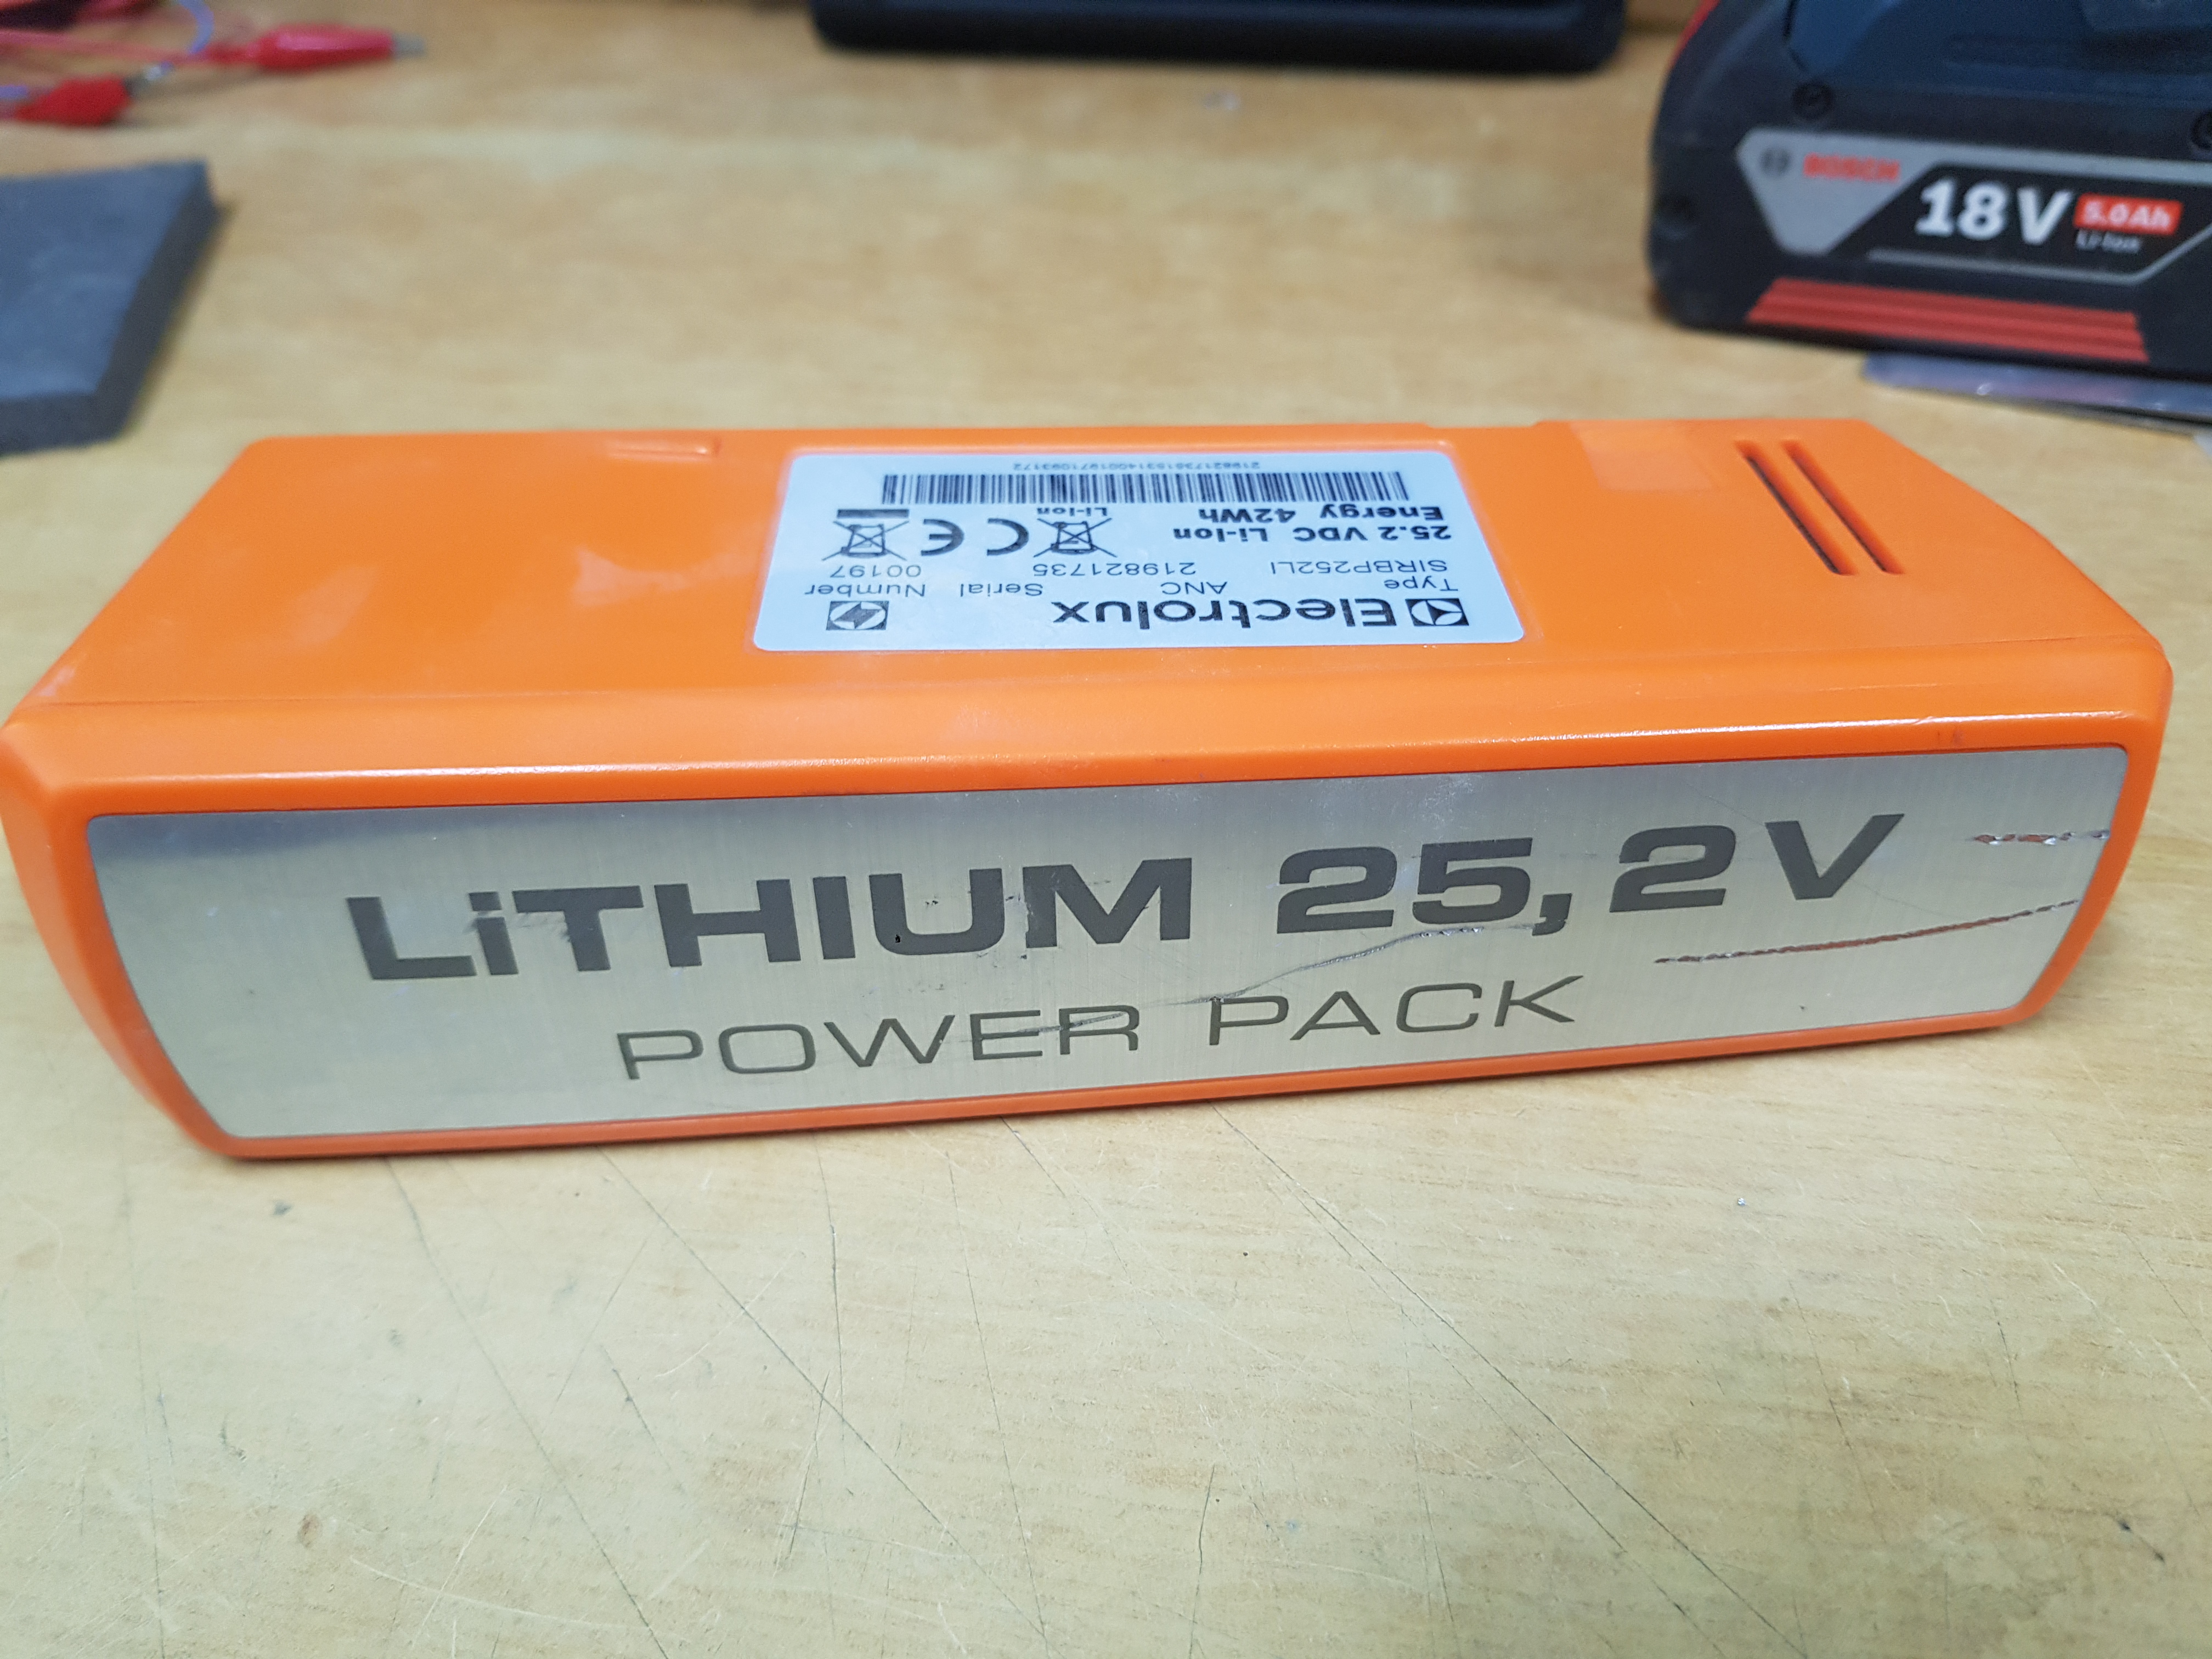 BOSCH
18V 5.0Ah
Li-Ion
Electrolux
Type ANC Serial Number
SIRBP252LI 219821735 00197
25.2 VDC Li-Ion
Energy 42Wh
Li-Ion
LiTHIUM 25,2V
POWER PACK